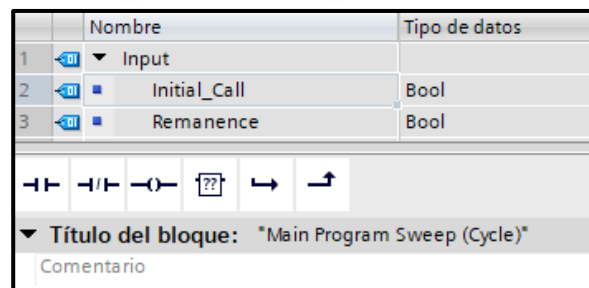 Nombre Tipo de datos
1 Input
2 Initial_Call Bool
3 Remanence Bool
??
Título del bloque: "Main Program Sweep (Cycle)"
Comentario